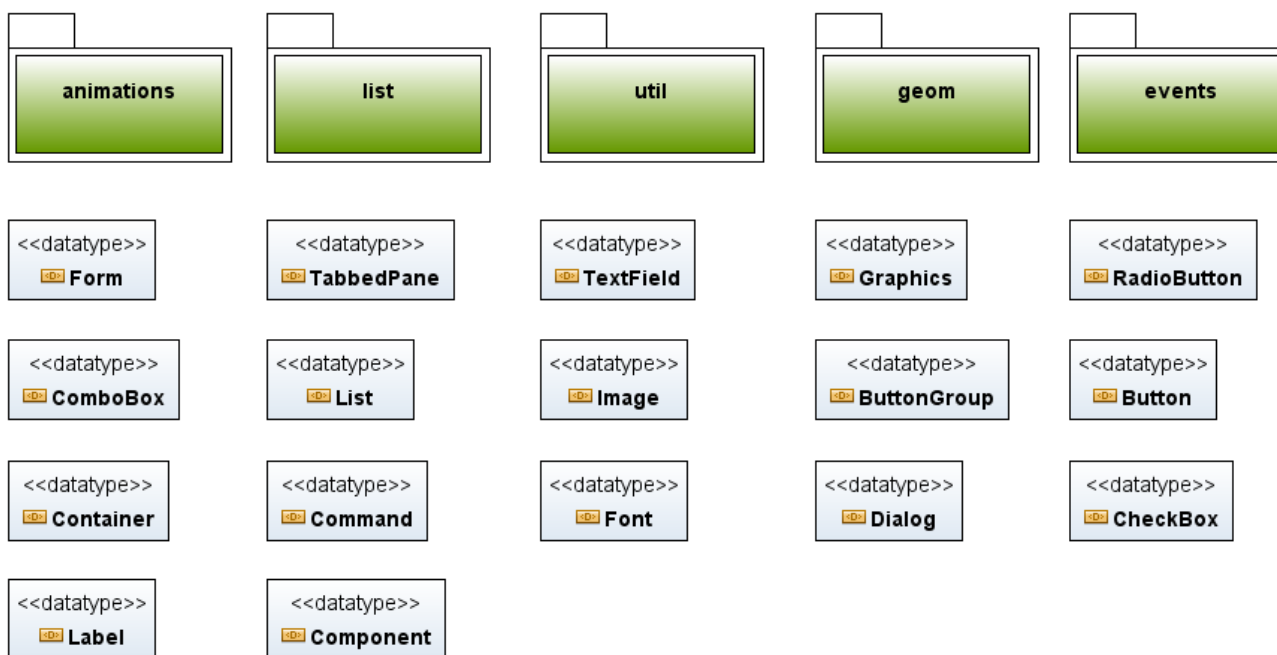 animations
list
util
geom
events
<<datatype>>
Form
<<datatype>>
TabbedPane
<<datatype>>
TextField
<<datatype>>
Graphics
<<datatype>>
RadioButton
<<datatype>>
ComboBox
<<datatype>>
List
<<datatype>>
Image
<<datatype>>
ButtonGroup
<<datatype>>
Button
<<datatype>>
Container
<<datatype>>
Command
<<datatype>>
Font
<<datatype>>
Dialog
<<datatype>>
CheckBox
<<datatype>>
Label
<<datatype>>
Component